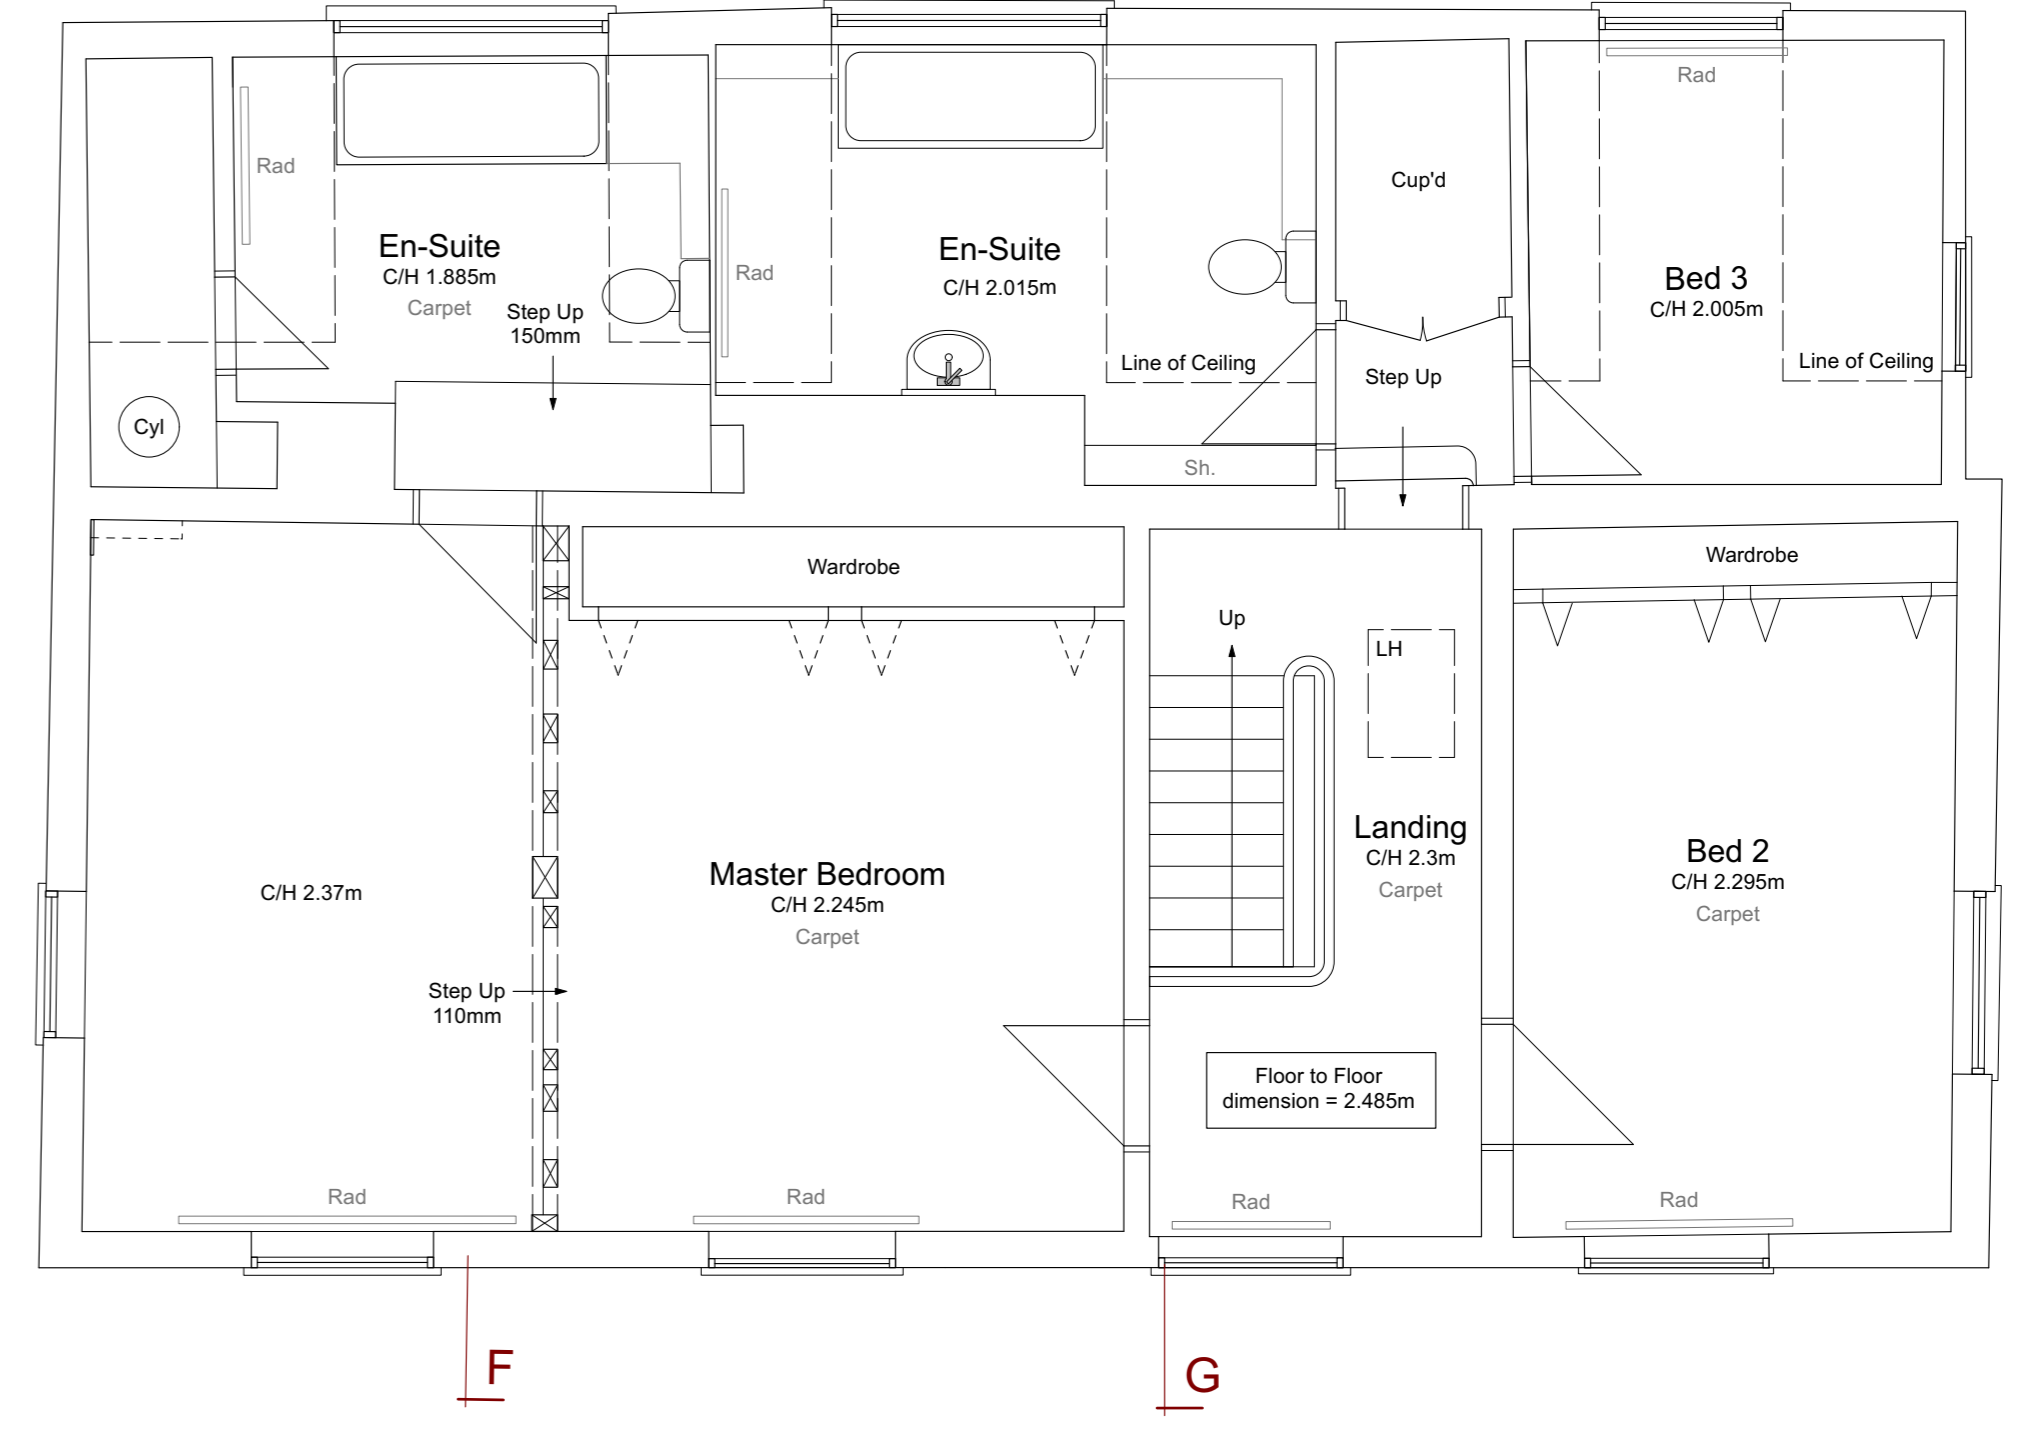 Rad
Rad
En-Suite
C/H 1.885m
Carpet
Step Up
150mm
Rad
En-Suite
C/H 2.015m
Line of Ceiling
Cup'd
Step Up
Bed 3
C/H 2.005m
Line of Ceiling
Cyl
Sh.
Wardrobe
Wardrobe
Up
LH
C/H 2.37m
Step Up
110mm
Master Bedroom
C/H 2.245m
Carpet
Landing
C/H 2.3m
Carpet
Bed 2
C/H 2.295m
Carpet
Floor to Floor
dimension = 2.485m
Rad
Rad
Rad
Rad
F
G